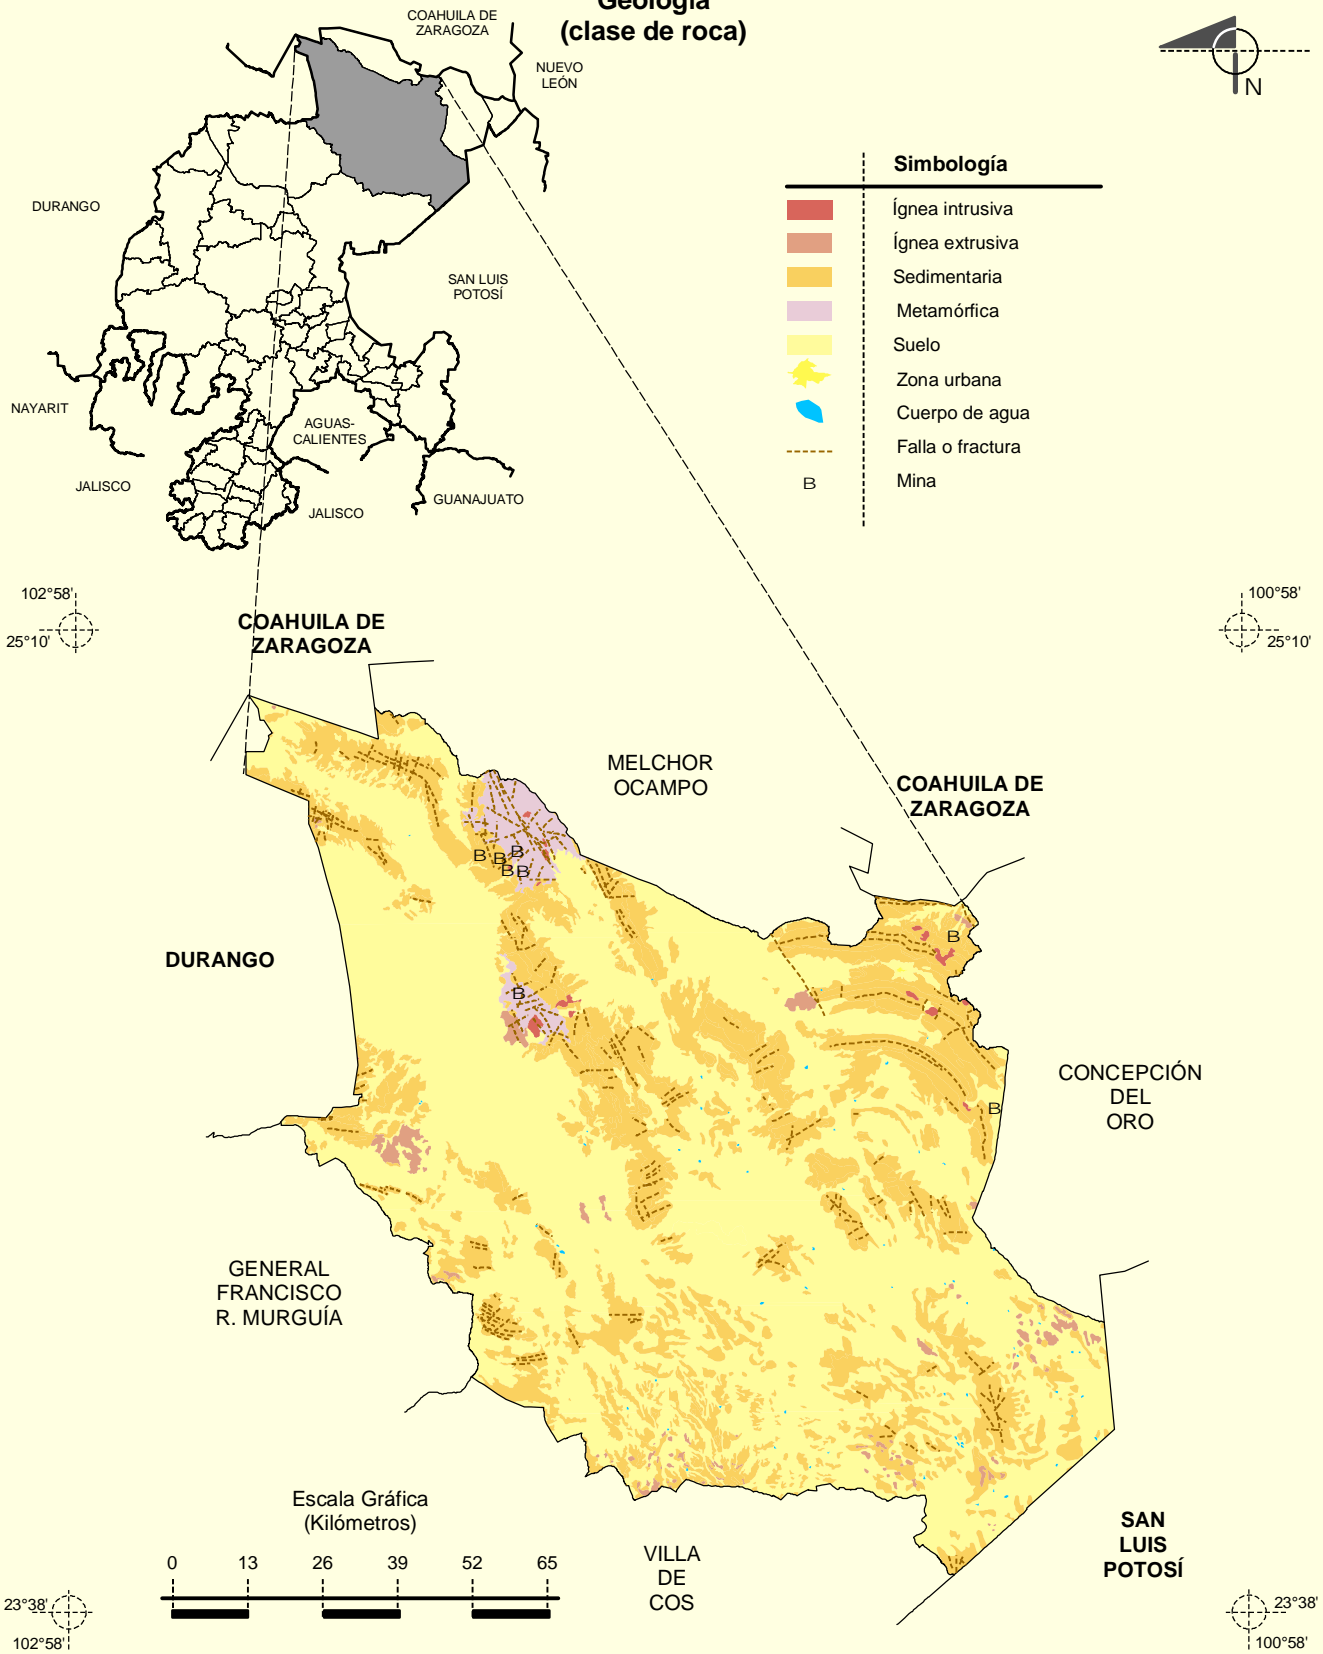 Geología
(clase de roca)
COAHUILA DE
ZARAGOZA
NUEVO
LEÓN
DURANGO
SAN LUIS
POTOSÍ
NAYARIT
AGUAS-
CALIENTES
JALISCO
JALISCO
GUANAJUATO
N
Simbología
Ígnea intrusiva
Ígnea extrusiva
Sedimentaria
Metamórfica
Suelo
Zona urbana
Cuerpo de agua
Falla o fractura
B Mina
102°58'
25°10'
100°58'
25°10'
COAHUILA DE
ZARAGOZA
MELCHOR
OCAMPO
COAHUILA DE
ZARAGOZA
B
B
B
B
B
B
DURANGO
B
CONCEPCIÓN
DEL
ORO
B
GENERAL
FRANCISCO
R. MURGUÍA
Escala Gráfica
(Kilómetros)
0 13 26 39 52 65
VILLA
DE
COS
SAN
LUIS
POTOSÍ
23°38'
102°58'
23°38'
100°58'